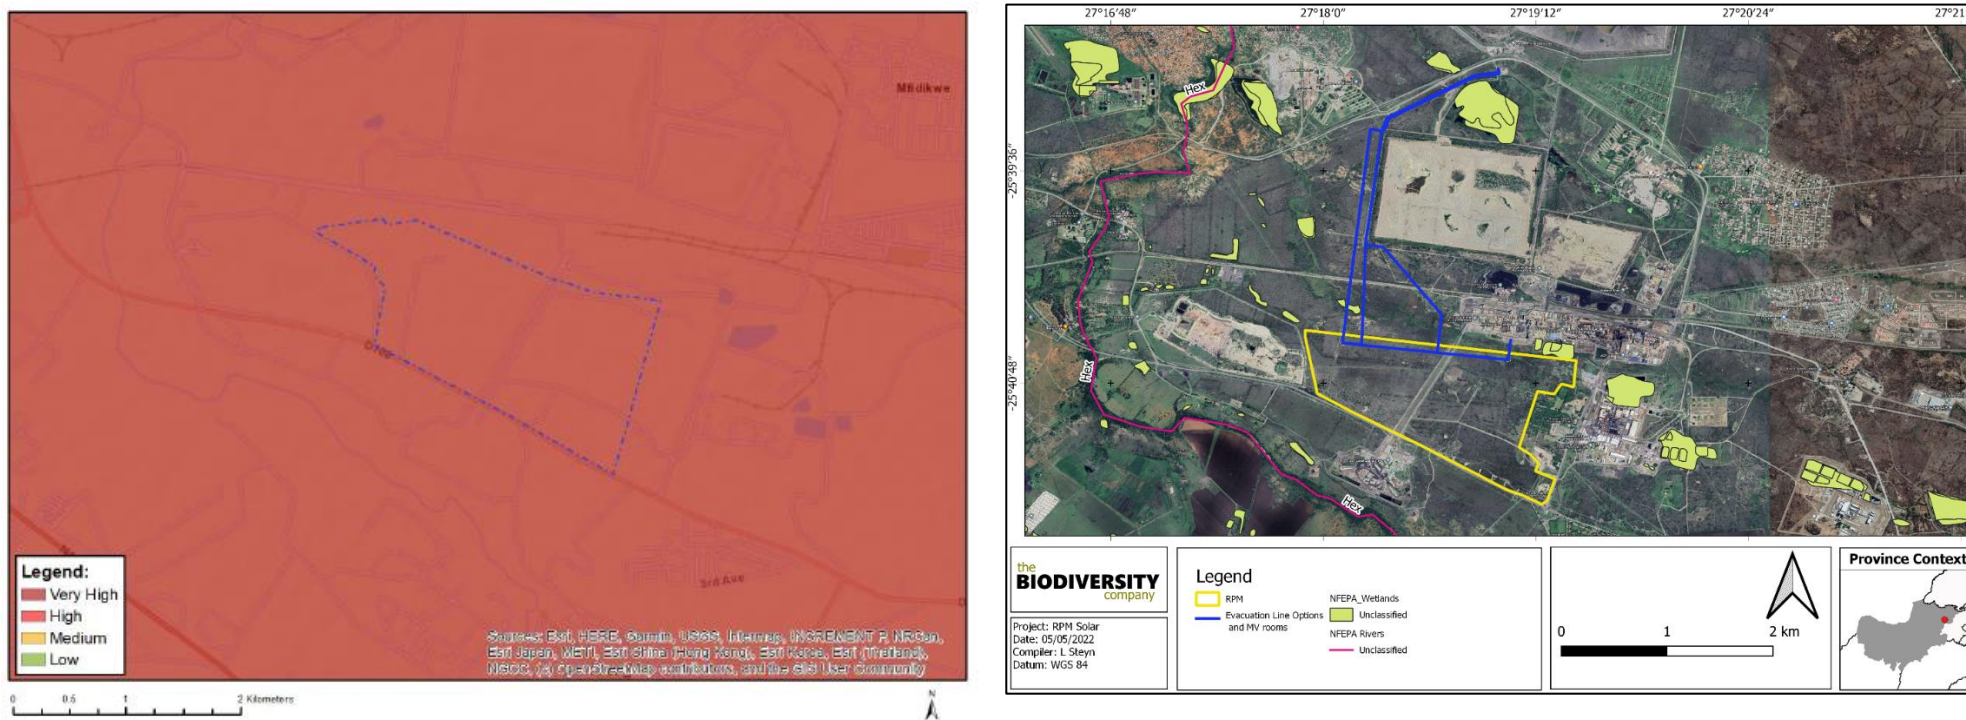 Mfidikwe
D108
3rd Ave
Legend:
Very High
High
Medium
Low
Sources: Esri, HERE, Garmin, USGS, Intermap, INCREMENT P, NRCan,
Esri Japan, METI, Esri China (Hong Kong), Esri Korea, Esri (Thailand),
NGCC, (c) OpenStreetMap contributors, and the GIS User Community
0 0.5 1 2 Kilometers
N
27°16'48" 27°18'0" 27°19'12" 27°20'24" 27°21
-25°39'36"
-25°40'48"
Hex
Hex
Hex
the
BIODIVERSITY
company
Project: RPM Solar
Date: 05/05/2022
Compiler: L Steyn
Datum: WGS 84
Legend
RPM
Evacuation Line Options
and MV rooms
NFEPA_Wetlands
Unclassified
NFEPA Rivers
Unclassified
0 1 2 km
Province Context